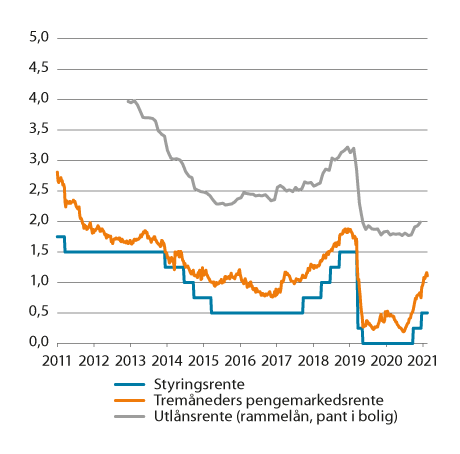 5,0
4,5
4,0
3,5
3,0
2,5
2,0
1,5
1,0
0,5
0,0
2011 2012 2013 2014 2015 2016 2017 2018 2019 2020 2021
Styringsrente
Tremåneders pengemarkedsrente
Utlånsrente (rammelån, pant i bolig)